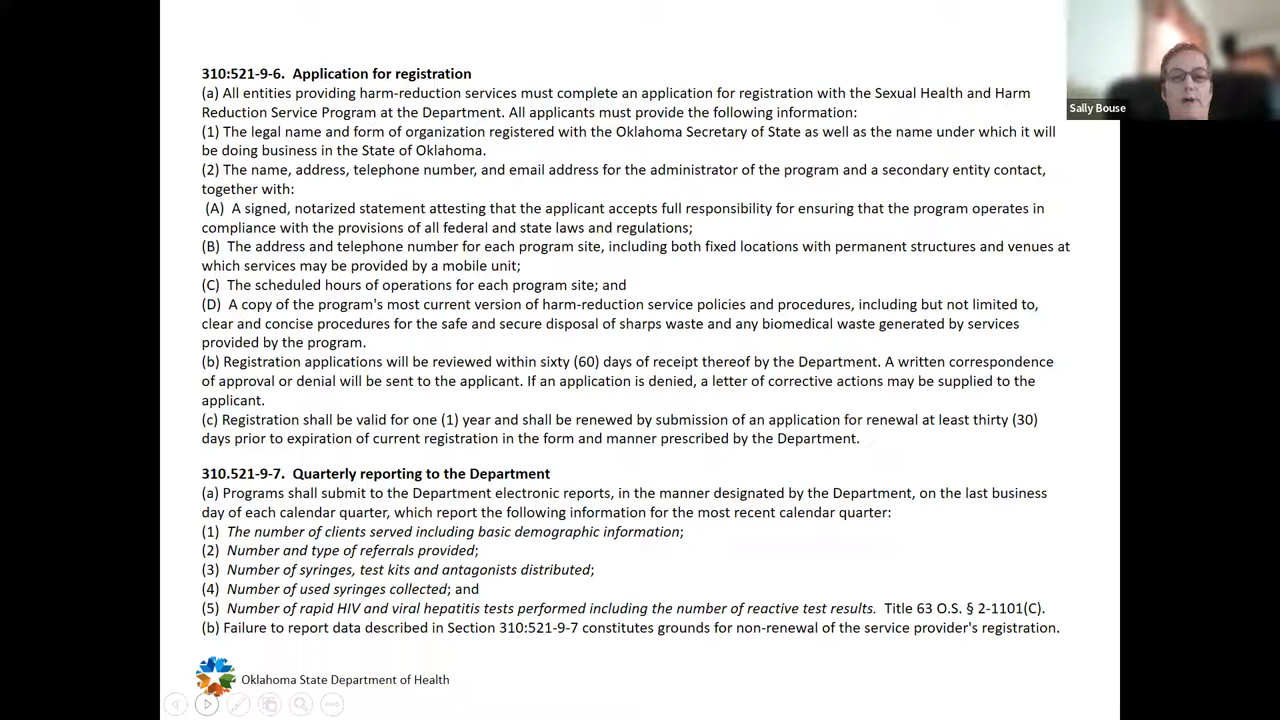 310:521-9-6.  Application for registration
(a) All entities providing harm-reduction services must complete an application for registration with the Sexual Health and Harm
Reduction Service Program at the Department. All applicants must provide the following information:
(1) The legal name and form of organization registered with the Oklahoma Secretary of State as well as the name under which it will
be doing business in the State of Oklahoma.
(2) The name, address, telephone number, and email address for the administrator of the program and a secondary entity contact,
together with:
(A)  A signed, notarized statement attesting that the applicant accepts full responsibility for ensuring that the program operates in
compliance with the provisions of all federal and state laws and regulations;
(B)  The address and telephone number for each program site, including both fixed locations with permanent structures and venues at
which services may be provided by a mobile unit;
(C)  The scheduled hours of operations for each program site; and
(D)  A copy of the program's most current version of harm-reduction service policies and procedures, including but not limited to,
clear and concise procedures for the safe and secure disposal of sharps waste and any biomedical waste generated by services
provided by the program.
(b) Registration applications will be reviewed within sixty (60) days of receipt thereof by the Department. A written correspondence
of approval or denial will be sent to the applicant. If an application is denied, a letter of corrective actions may be supplied to the
applicant.
(c) Registration shall be valid for one (1) year and shall be renewed by submission of an application for renewal at least thirty (30)
days prior to expiration of current registration in the form and manner prescribed by the Department.
310.521-9-7.  Quarterly reporting to the Department
(a) Programs shall submit to the Department electronic reports, in the manner designated by the Department, on the last business
day of each calendar quarter, which report the following information for the most recent calendar quarter:
(1)  The number of clients served including basic demographic information;
(2)  Number and type of referrals provided;
(3)  Number of syringes, test kits and antagonists distributed;
(4)  Number of used syringes collected; and
(5)  Number of rapid HIV and viral hepatitis tests performed including the number of reactive test results.  Title 63 O.S. § 2-1101(C).
(b) Failure to report data described in Section 310:521-9-7 constitutes grounds for non-renewal of the service provider's registration.
Oklahoma State Department of Health
Sally Bouse